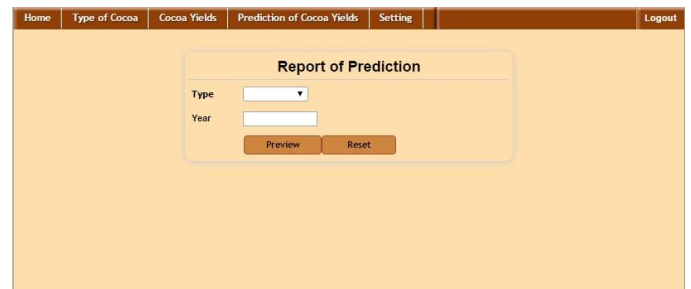 Home Type of Cocoa Cocoa Yields Prediction of Cocoa Yields Setting Logout
Report of Prediction
Type
Year
Preview Reset